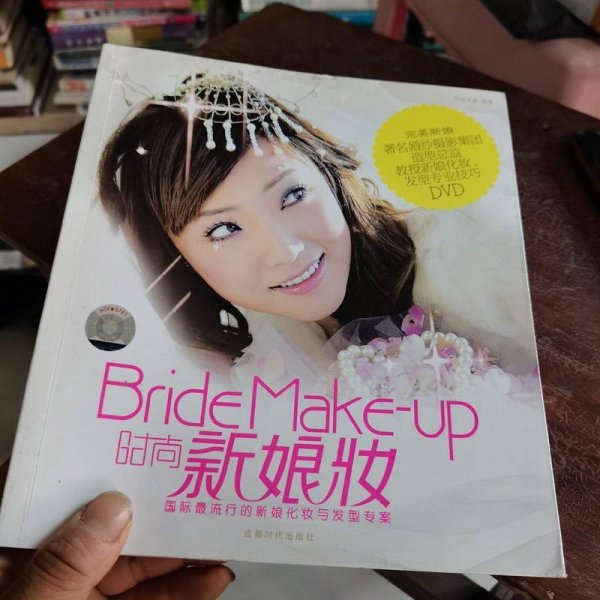 完美新娘
著名婚纱摄影集团
造型总监
教授新娘化妆、
发型专业技巧
DVD
Bride Make-up
时尚新娘妆
国际最流行的新娘化妆与发型专案
成都时代出版社